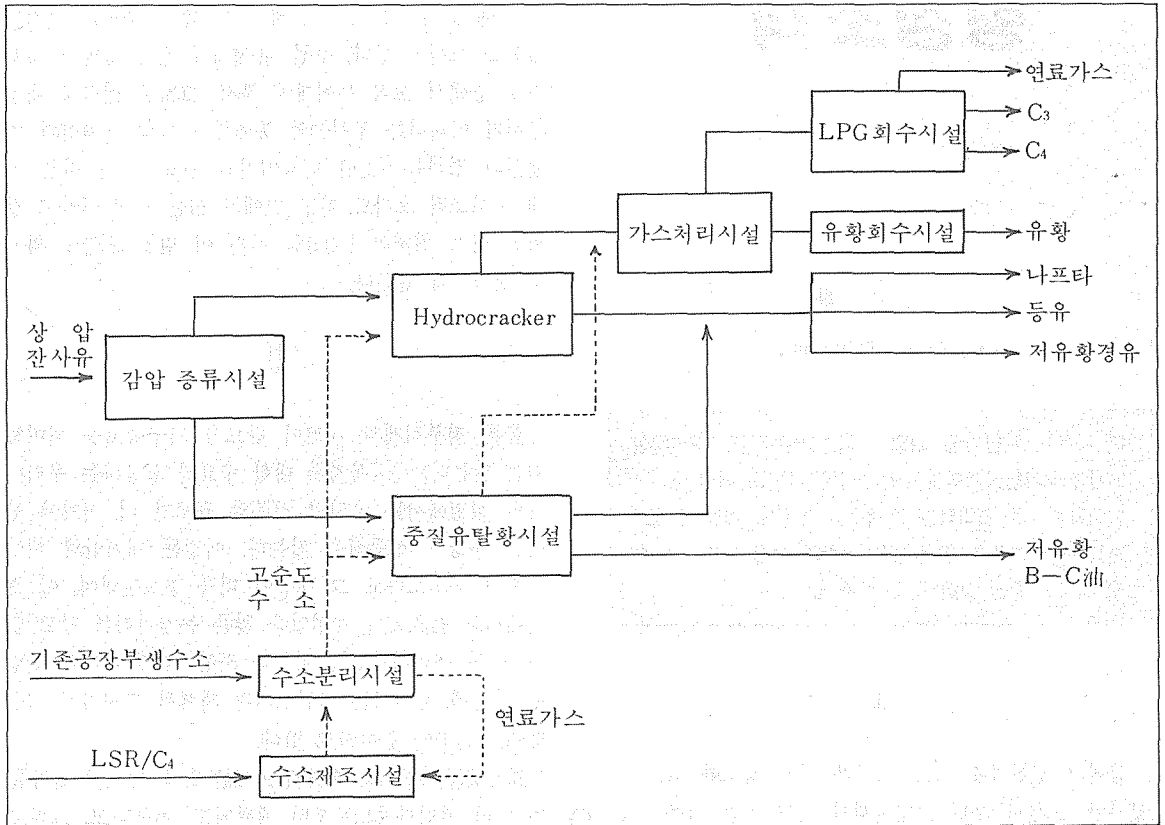 연료가스
C₃
LPG회수시설
C₄
가스처리시설
유황회수시설
유황
나프타
Hydrocracker
등유
상 압
잔사유
저유황경유
감압 증류시설
중질유탈황시설
저유황
B－C油
고순도
수 소
기존공장부생수소
수소분리시설
연료가스
LSR/C₄
수소제조시설